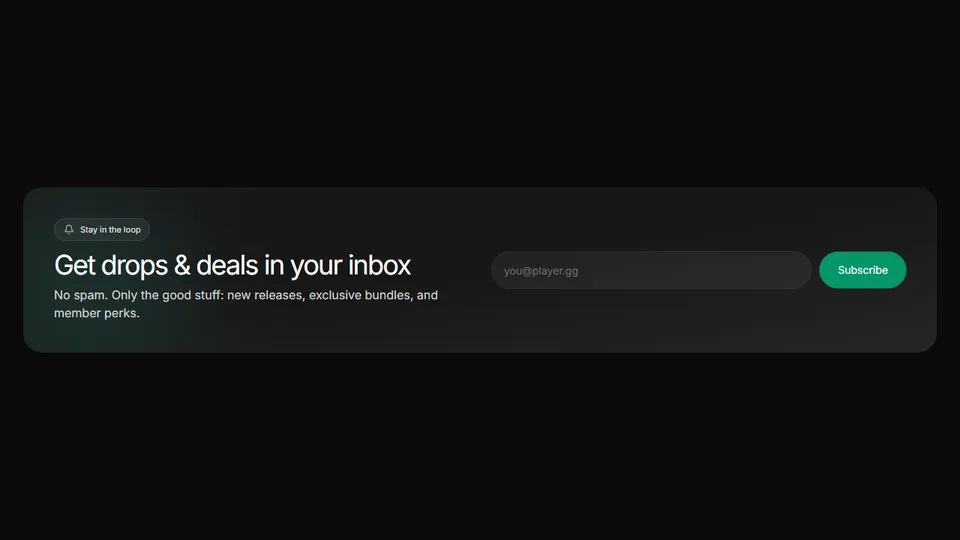 Stay in the loop
Get drops & deals in your inbox
No spam. Only the good stuff: new releases, exclusive bundles, and
member perks.
you@player.gg
Subscribe